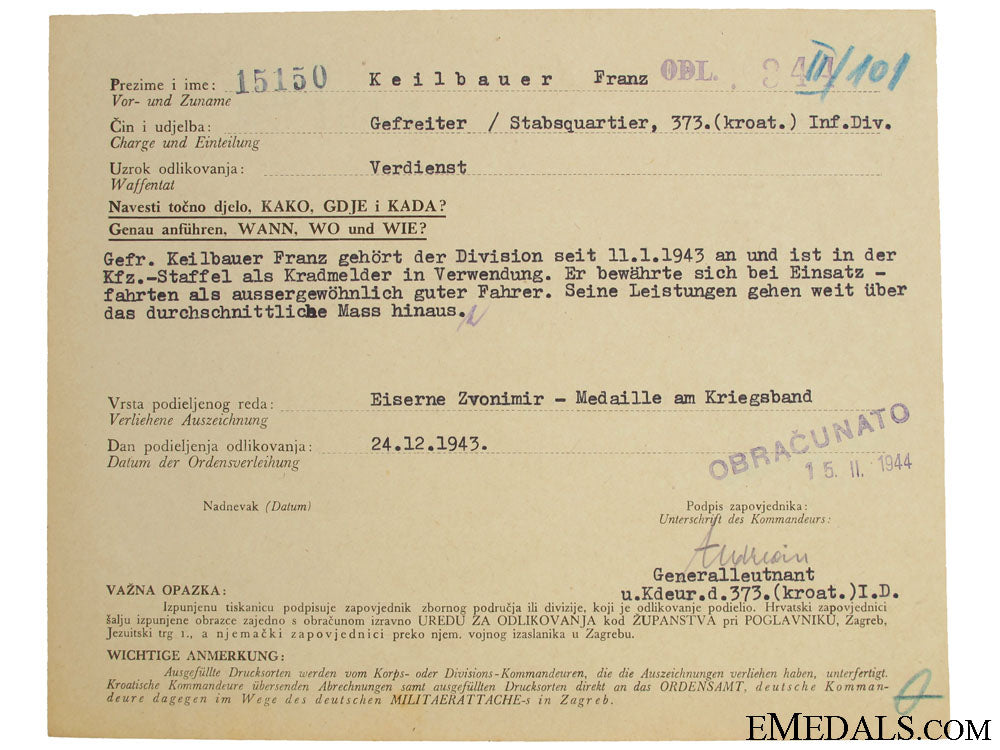 Prezime i ime: 15150 Keilbauer Franz ODL. 344 III/101
Vor- und Zuname
Čin i udjelba: Gefreiter / Stabsquartier, 373.(kroat.) Inf.Div.
Charge und Einteilung
Uzrok odlikovanja: Verdienst
Waffentat
Navesti točno djelo, KAKO, GDJE i KADA?
Genau anführen, WANN, WO und WIE?
Gefr. Keilbauer Franz gehört der Division seit 11.1.1943 an und ist in der
Kfz.-Staffel als Kradmelder in Verwendung. Er bewährte sich bei Einsatz -
fahrten als aussergewöhnlich guter Fahrer. Seine Leistungen gehen weit über
das durchschnittliche Mass hinaus.
Vrsta podieljenog reda: Eiserne Zvonimir - Medaille am Kriegsband
Verliehene Auszeichnung
Dan podieljenja odlikovanja: 24.12.1943.
Datum der Ordensverleihung
OBRAČUNATO
15. II. 1944
Nadnevak (Datum)
Podpis zapovjednika:
Unterschrift des Kommandeurs:
Generalleutnant
u.Kdeur.d.373.(kroat.)I.D.
VAŽNA OPAZKA:
Izpunjenu tiskanicu podpisuje zapovjednik zbornog područja ili divizije, koji je odlikovanje podielio. Hrvatski zapovjednici
šalju izpunjene obrazce zajedno s obračunom izravno UREDU ZA ODLIKOVANJA kod ŽUPANSTVA pri POGLAVNIKU, Zagreb,
Jezuitski trg 1., a njemački zapovjednici preko njem. vojnog izaslanika u Zagrebu.
WICHTIGE ANMERKUNG:
Ausgefüllte Drucksorten werden vom Korps- oder Divisions-Kommandeuren, die die Auszeichnungen verliehen haben, unterfertigt.
Kroatische Kommandeure übersenden Abrechnungen samt ausgefüllten Drucksorten direkt an das ORDENSAMT, deutsche Komman-
deure dagegen im Wege des deutschen MILITAERATTACHE-s in Zagreb.
EMEDALS.COM